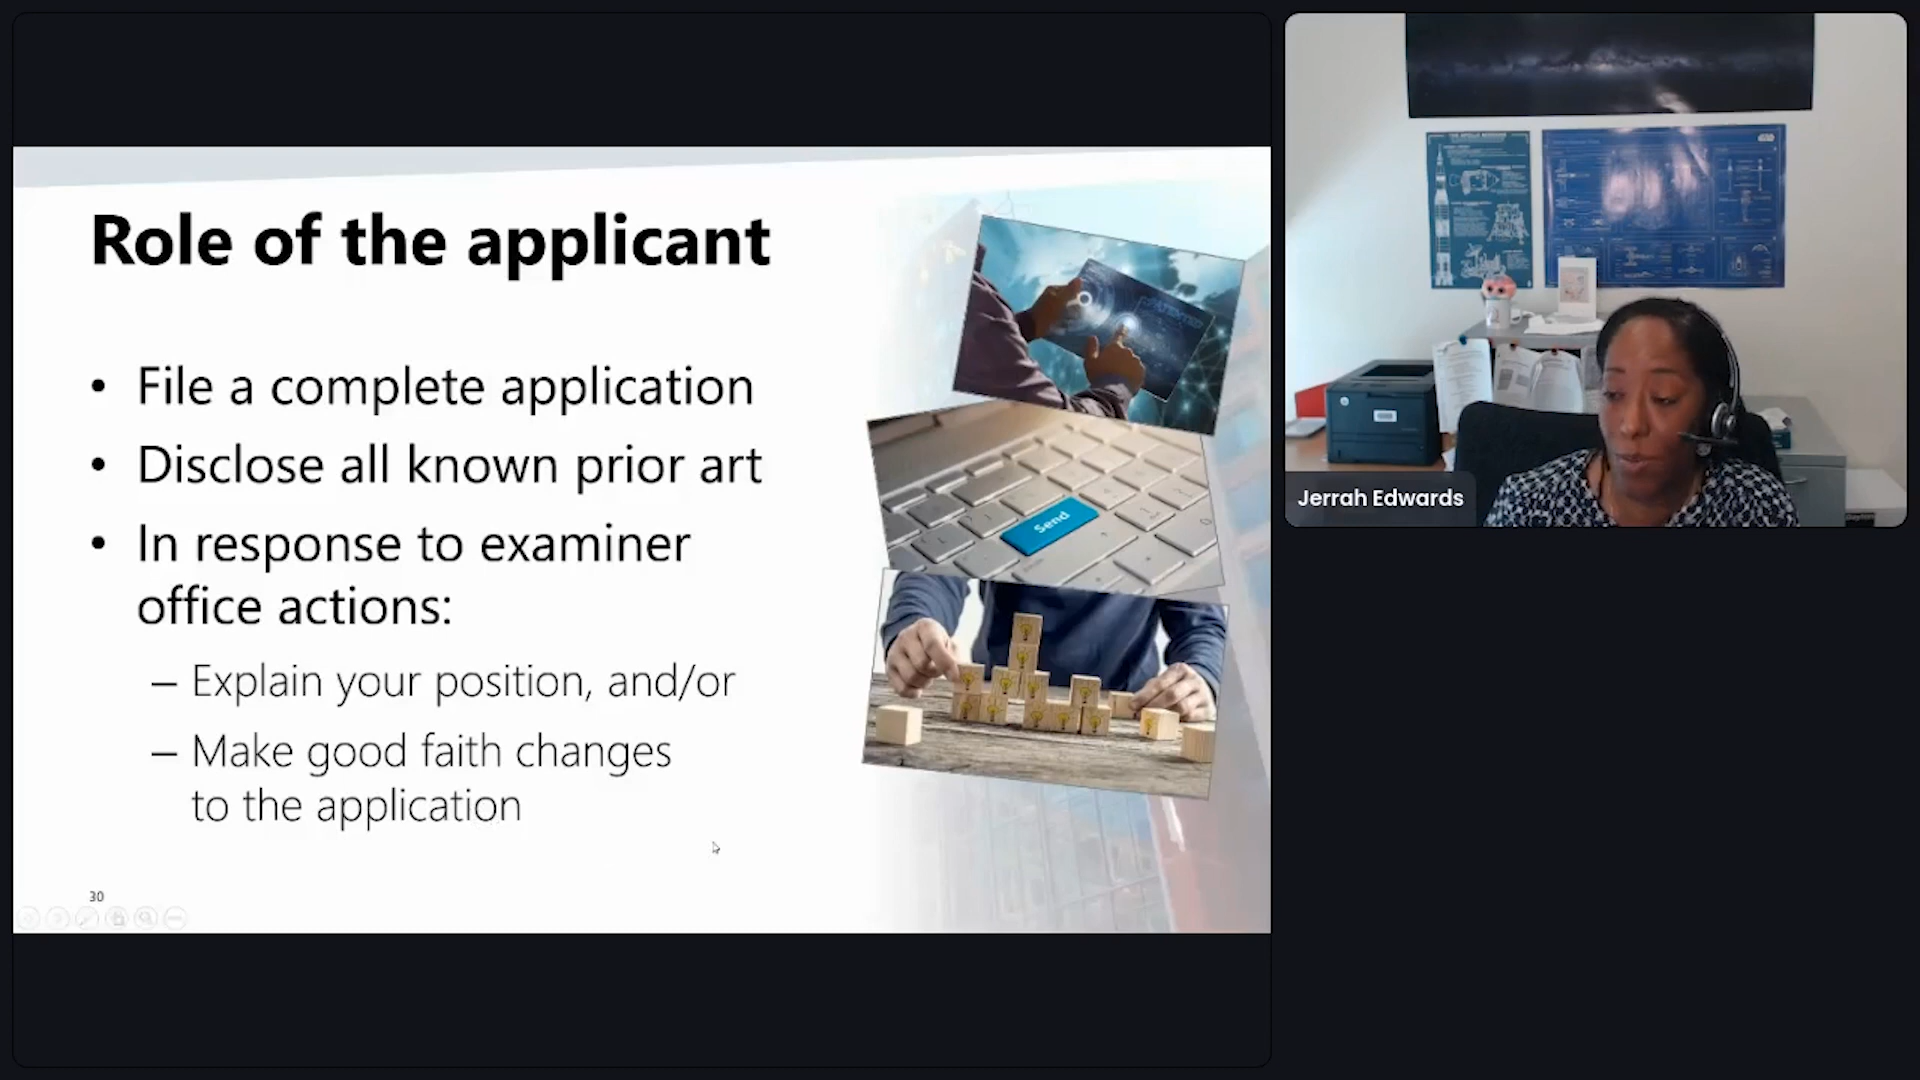 Role of the applicant
• File a complete application
• Disclose all known prior art
• In response to examiner
office actions:
– Explain your position, and/or
– Make good faith changes
to the application
30
PATENTED
Send
Jerrah Edwards